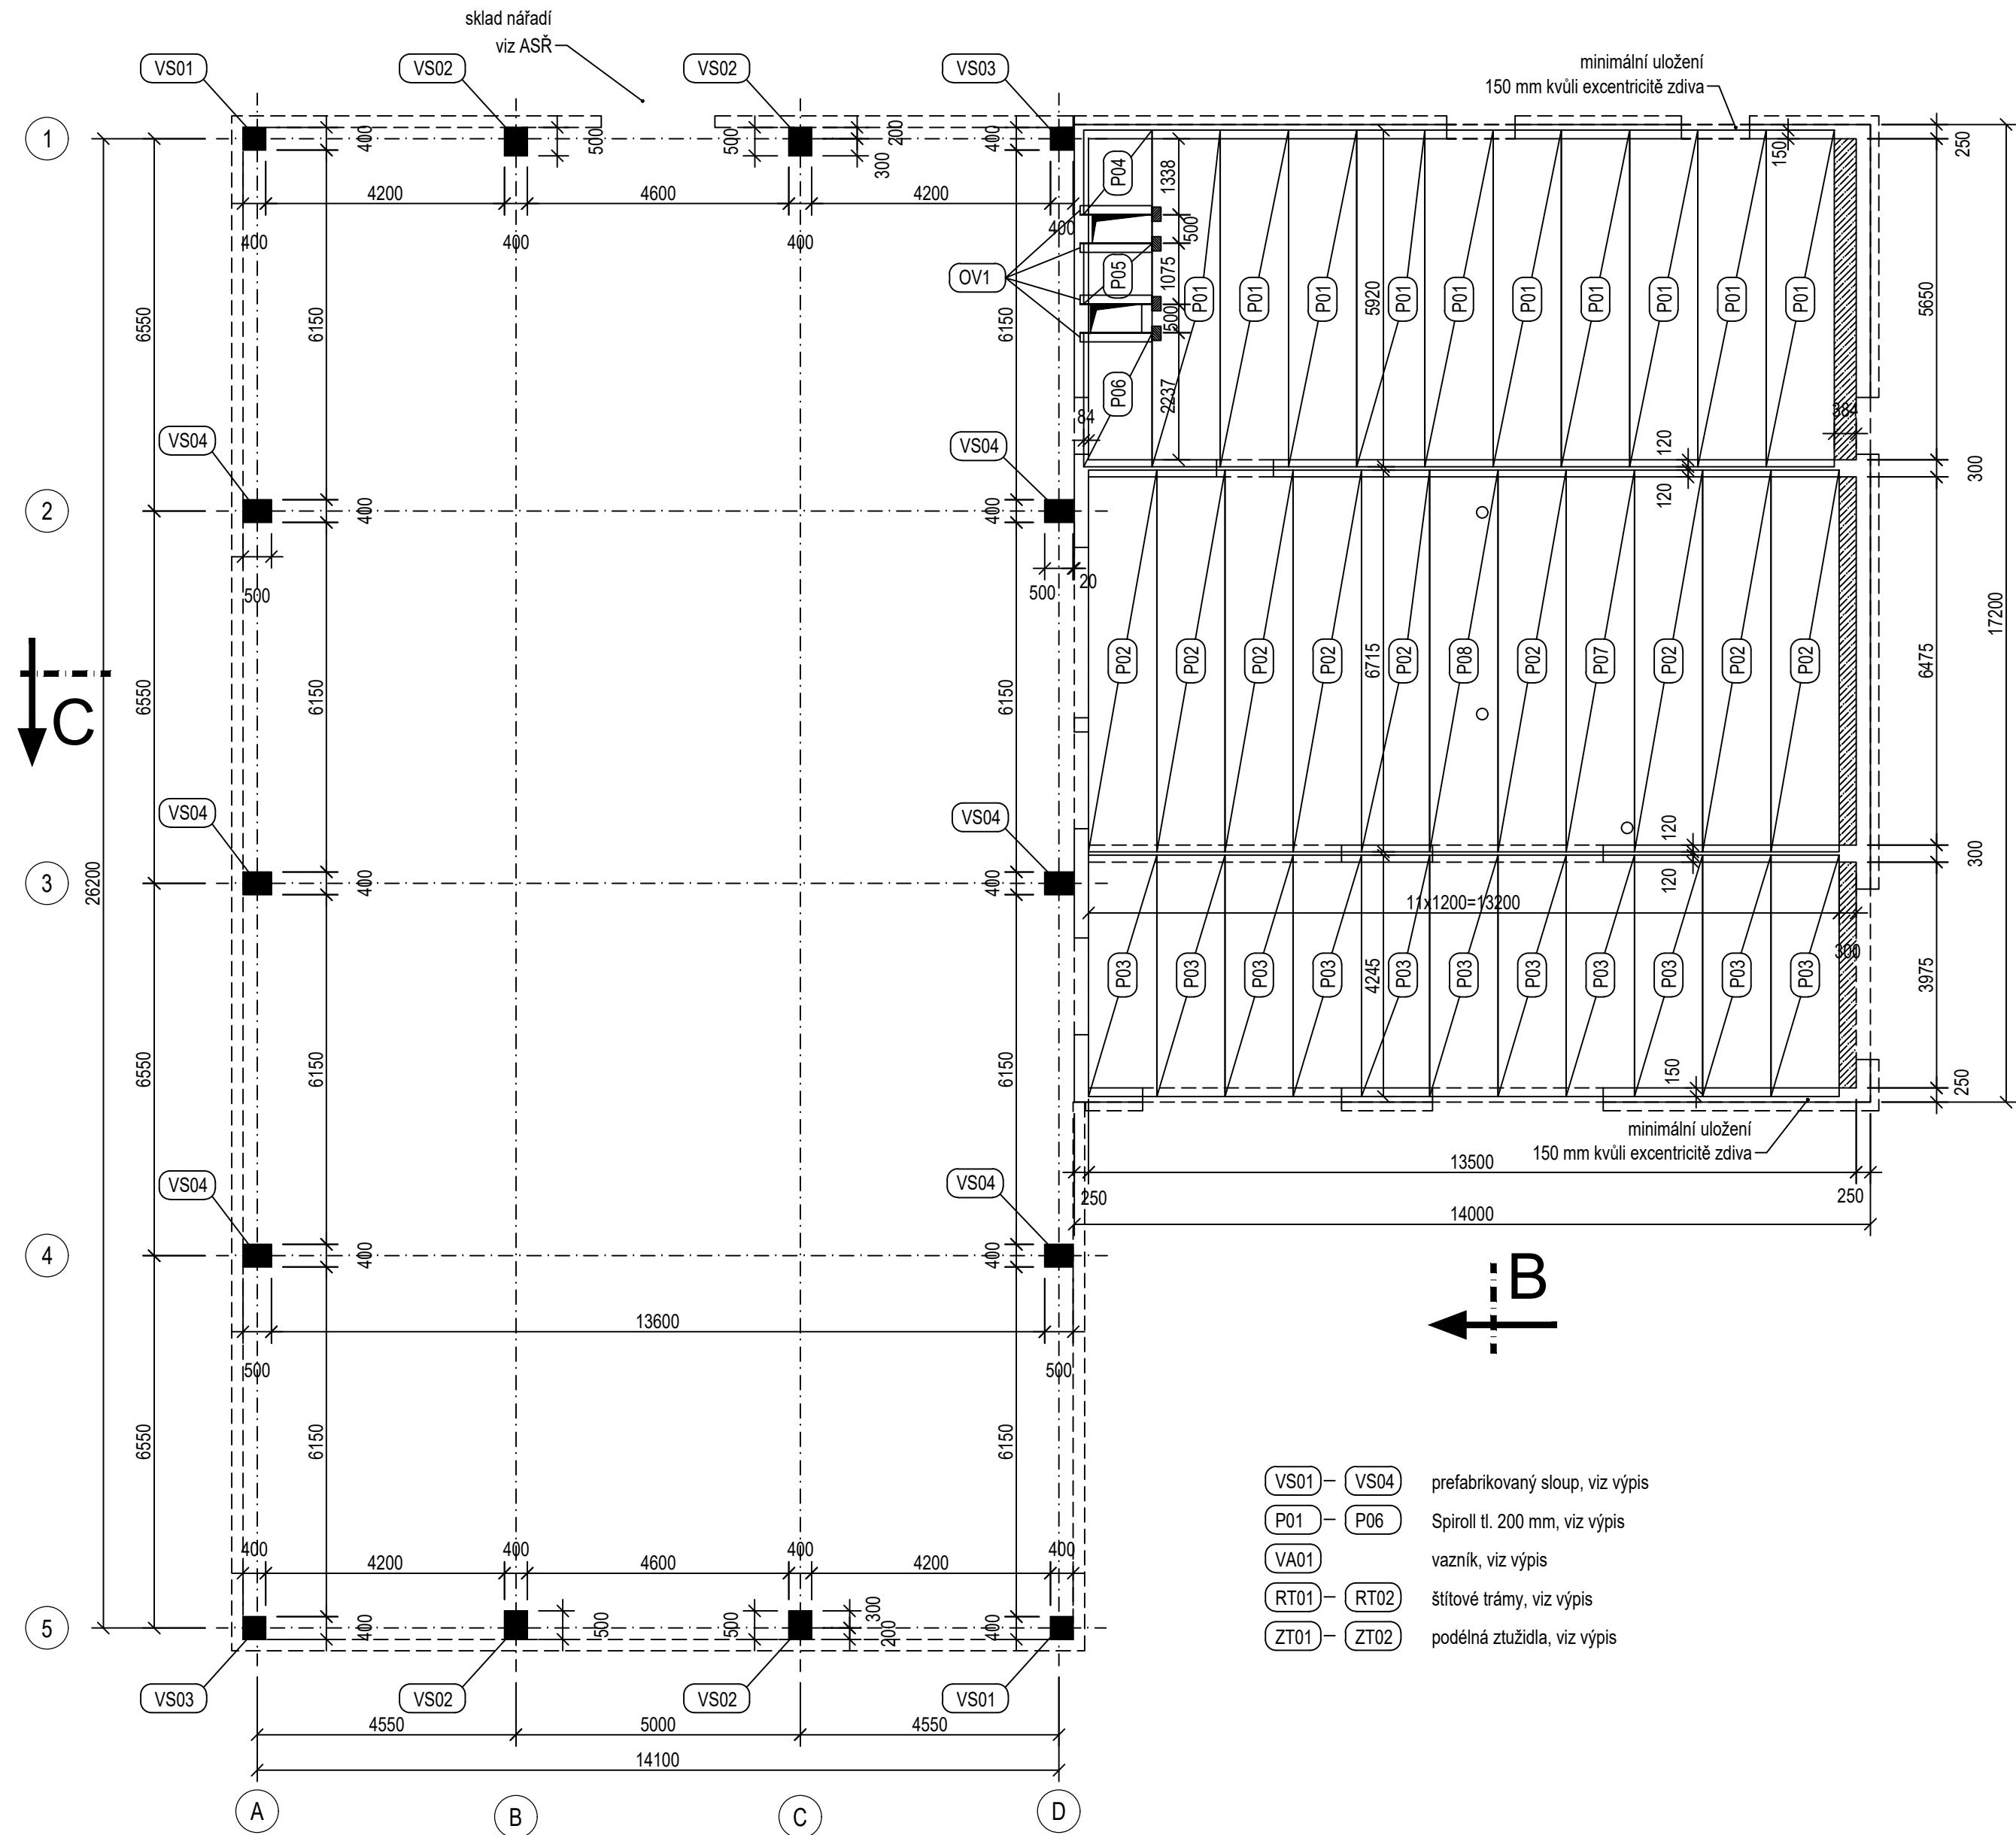 sklad nářadí
viz ASŘ
minimální uložení
150 mm kvůli excentricitě zdiva
VS01
VS02
VS02
VS03
1
400
500
500
200
300
400
150
250
4200
4600
4200
400
400
400
400
P04
1338
500
OV1
P05
1075
500
P06
2237
84
6550
6150
6150
P01
P01
P01
5920
P01
P01
P01
P01
P01
P01
P01
5650
384
120
300
120
VS04
VS04
2
400
400
500
500
20
17200
C
6550
6150
6150
P02
P02
P02
P02
6715
P02
P08
P02
P07
P02
P02
P02
6475
VS04
VS04
120
300
120
3
400
400
26200
11x1200=13200
300
P03
P03
P03
P03
4245
P03
P03
P03
P03
P03
P03
P03
3975
6550
6150
6150
150
250
minimální uložení
150 mm kvůli excentricitě zdiva
13500
250
250
14000
VS04
VS04
4
400
400
B
13600
500
500
6550
6150
6150
VS01 – VS04 prefabrikovaný sloup, viz výpis
P01 – P06 Spiroll tl. 200 mm, viz výpis
VA01 vazník, viz výpis
RT01 – RT02 štítové trámy, viz výpis
ZT01 – ZT02 podélná ztužidla, viz výpis
400
4200
400
4600
400
4200
400
5
400
500
500
300
200
400
VS03
VS02
VS02
VS01
4550
5000
4550
14100
A
B
C
D